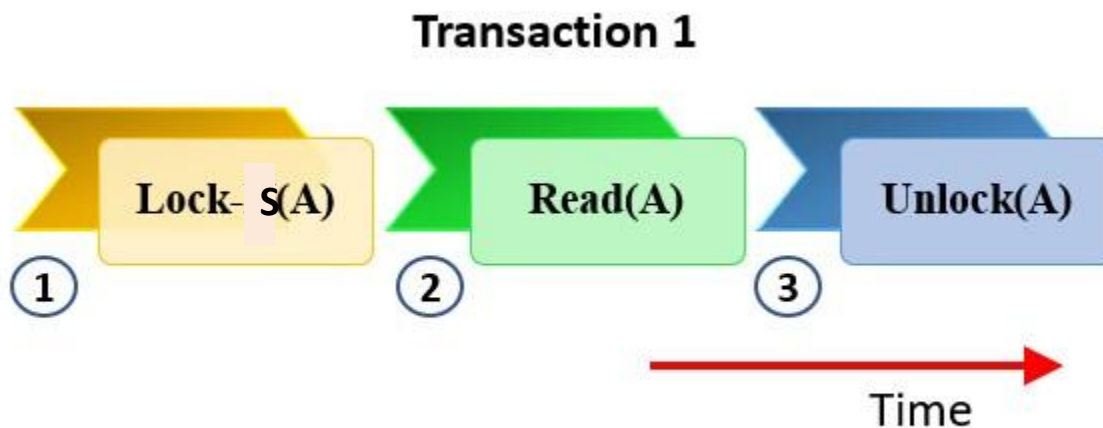 Transaction 1
Lock-S(A)
Read(A)
Unlock(A)
1
2
3
Time